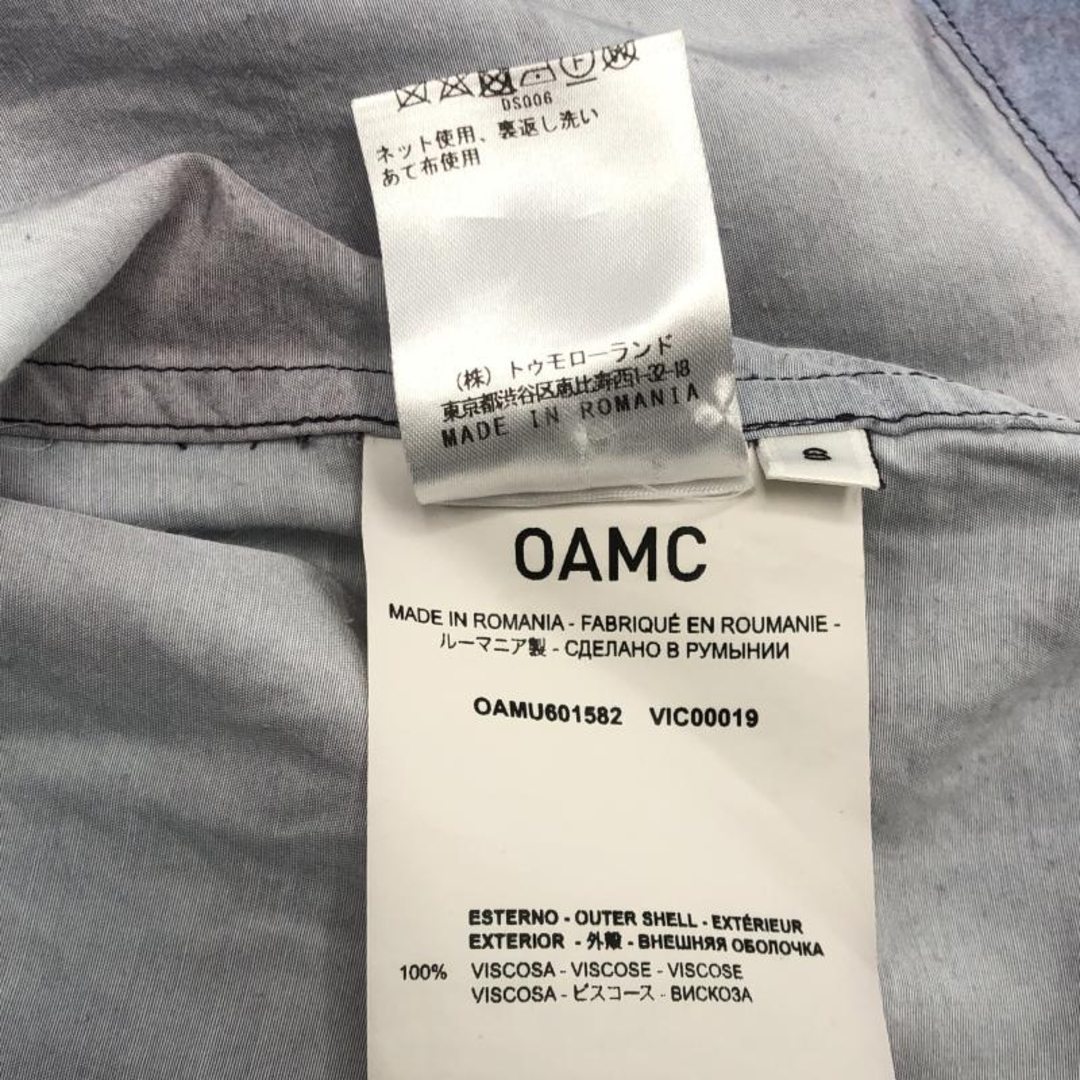 DS006
ネット使用、裏返し洗い
あて布使用
(株) トゥモローランド
東京都渋谷区恵比寿西1-32-18
MADE IN ROMANIA
OAMC
MADE IN ROMANIA - FABRIQUÉ EN ROUMANIE -
ルーマニア製 - СДЕЛАНО В РУМЫНИИ
OAMU601582 VIC00019
ESTERNO - OUTER SHELL - EXTÉRIEUR
EXTERIOR - 外殻 - ВНЕШНЯЯ ОБОЛОЧКА
100% VISCOSA - VISCOSE - VISCOSE
VISCOSA - ビスコース - ВИСКОЗА